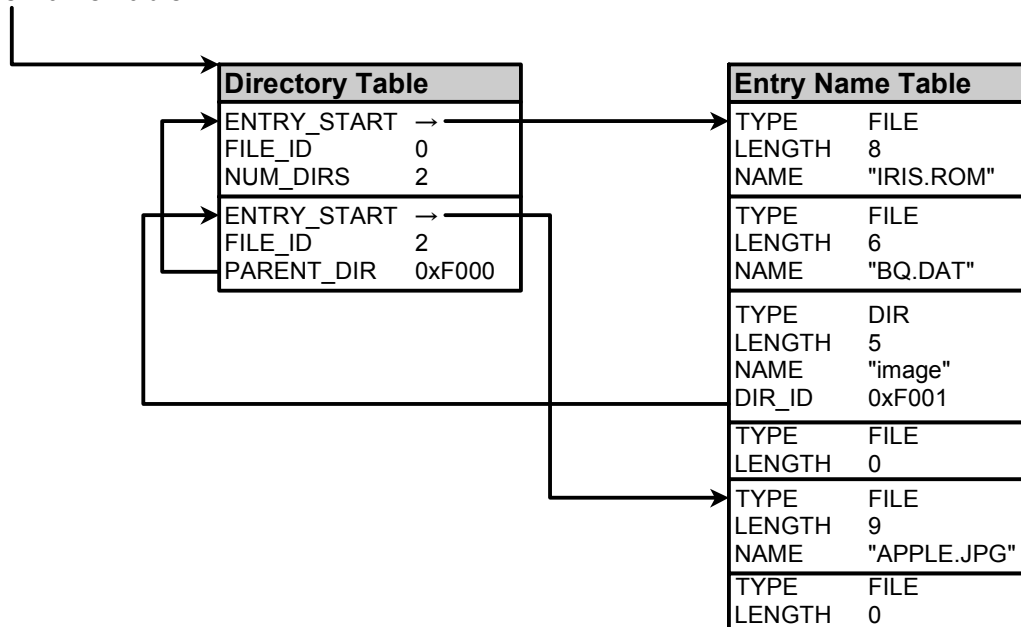 Directory Table
ENTRY_START →
FILE_ID 0
NUM_DIRS 2
ENTRY_START →
FILE_ID 2
PARENT_DIR 0xF000
Entry Name Table
TYPE FILE
LENGTH 8
NAME "IRIS.ROM"
TYPE FILE
LENGTH 6
NAME "BQ.DAT"
TYPE DIR
LENGTH 5
NAME "image"
DIR_ID 0xF001
TYPE FILE
LENGTH 0
TYPE FILE
LENGTH 9
NAME "APPLE.JPG"
TYPE FILE
LENGTH 0